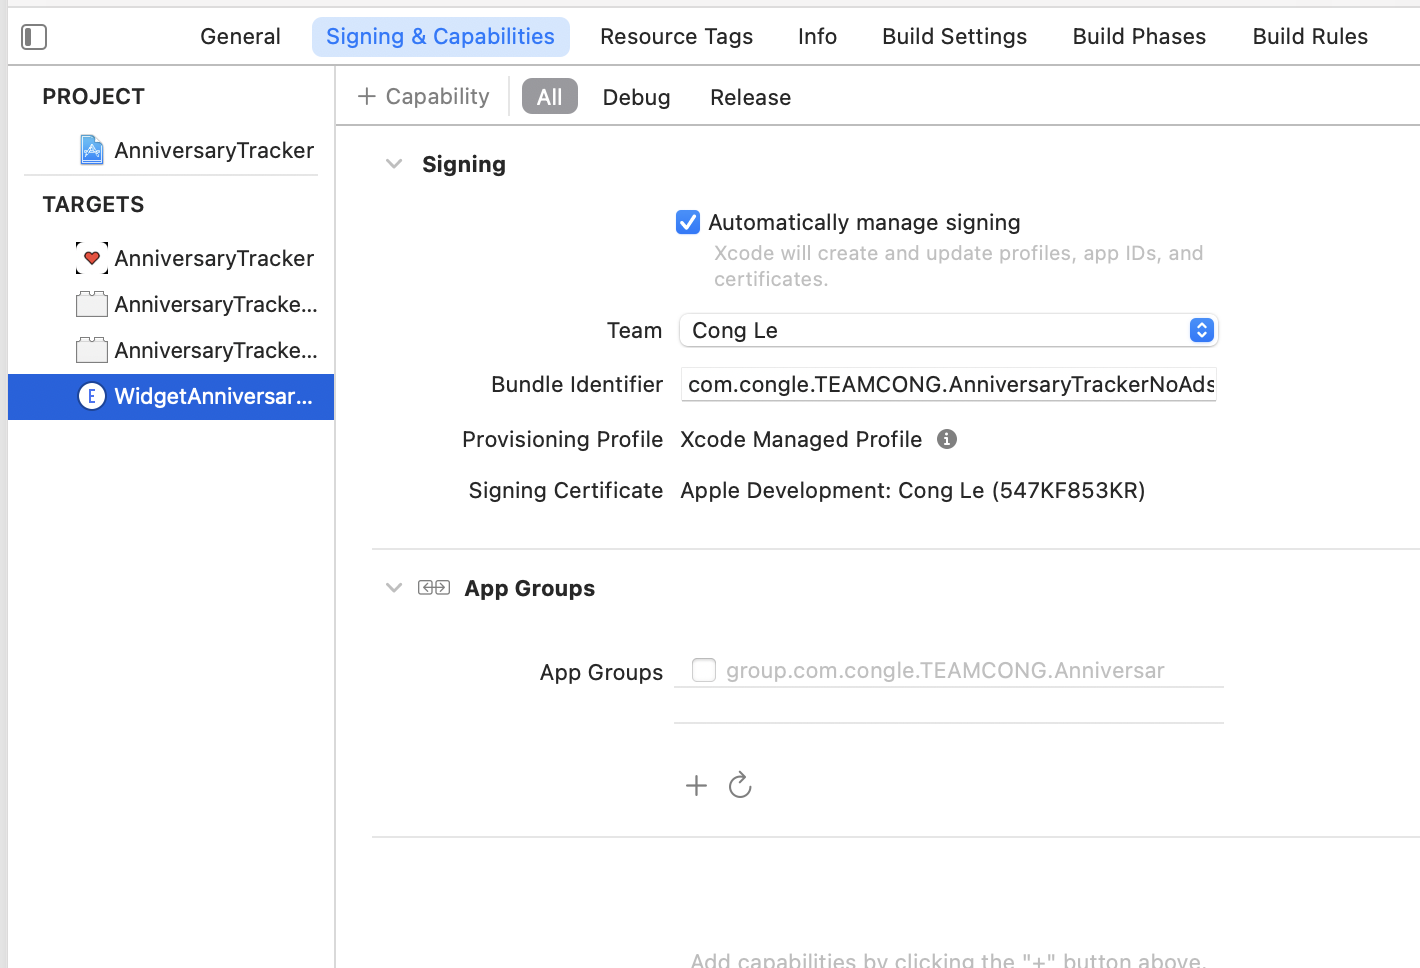 General
Signing & Capabilities
Resource Tags
Info
Build Settings
Build Phases
Build Rules
PROJECT
AnniversaryTracker
TARGETS
AnniversaryTracker
AnniversaryTracke...
AnniversaryTracke...
E
WidgetAnniversar...
+ Capability
All
Debug
Release
Signing
Automatically manage signing
Xcode will create and update profiles, app IDs, and
certificates.
Team
Cong Le
Bundle Identifier
com.congle.TEAMCONG.AnniversaryTrackerNoAds
Provisioning Profile
Xcode Managed Profile
Signing Certificate
Apple Development: Cong Le (547KF853KR)
App Groups
App Groups
group.com.congle.TEAMCONG.Anniversar
Add capabilities by clicking the "+" button above.